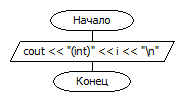 Начало
cout << "(int)" << i << "\n"
Конец